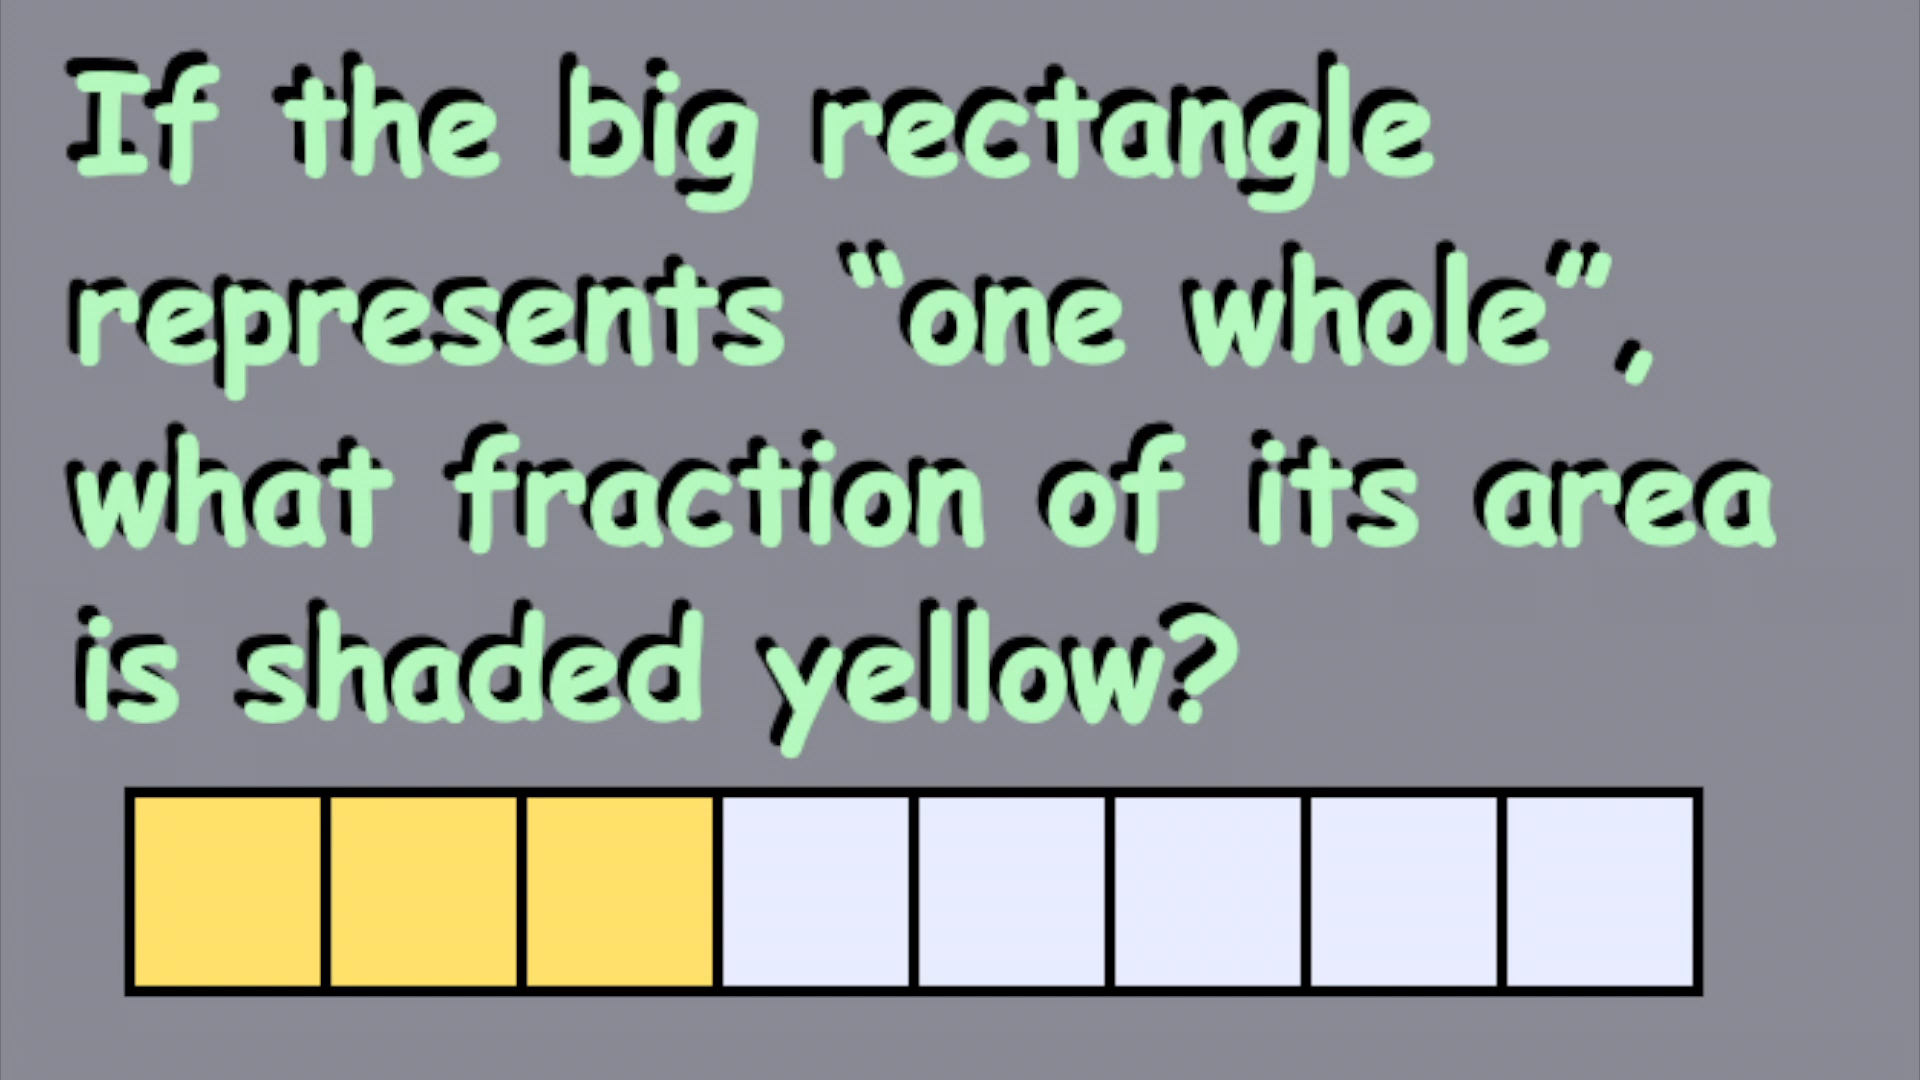 If the big rectangle
represents “one whole”,
what fraction of its area
is shaded yellow?